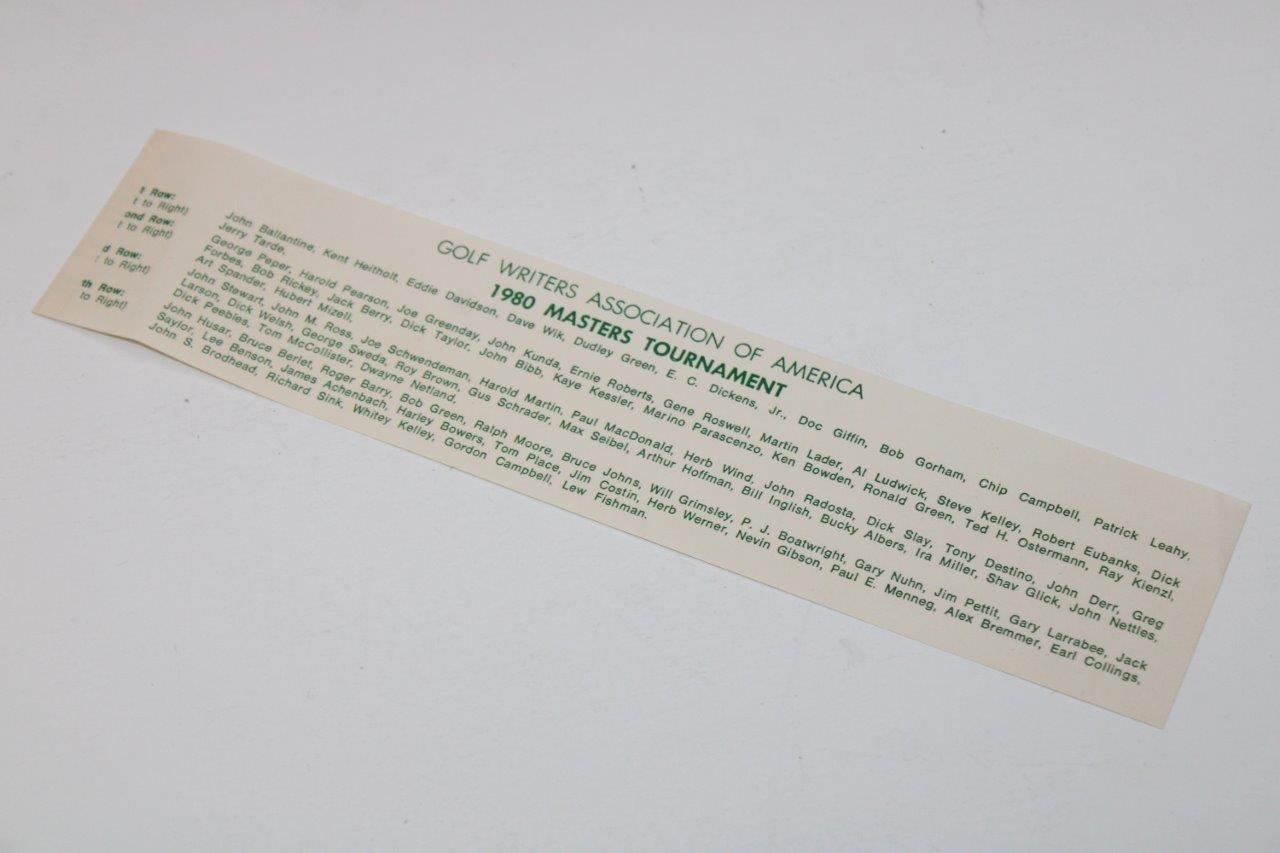 GOLF WRITERS ASSOCIATION OF AMERICA
1980 MASTERS TOURNAMENT
t Row: John Ballantine, Kent Heitholt, Eddie Davidson, Dave Wik, Dudley Green, E. C. Dickens, Jr., Doc Giffin, Bob Gorham, Chip Campbell, Patrick Leahy,
t to Right) Jerry Tarde,
ond Row: George Peper, Harold Pearson, Joe Greenday, John Kunda, Ernie Roberts, Gene Roswell, Martin Lader, Al Ludwick, Steve Kelley, Robert Eubanks, Dick
t to Right) Forbes, Bob Rickey, Jack Berry, Dick Taylor, John Bibb, Kaye Kessler, Marino Parascenzo, Ken Bowden, Ronald Green, Ted H. Ostermann, Ray Kienzl,
Art Spander, Hubert Mizell,
d Row: John Stewart, John M. Ross, Joe Schwendeman, Harold Martin, Paul MacDonald, Herb Wind, John Radosta, Dick Slay, Tony Destino, John Derr, Greg
to Right) Larson, Dick Welsh, George Sweda, Roy Brown, Gus Schrader, Max Seibel, Arthur Hoffman, Bill Inglish, Bucky Albers, Ira Miller, Shav Glick, John Nettles,
Dick Peebles, Tom McCollister, Dwayne Netland.
th Row: John Husar, Bruce Berlet, Roger Barry, Bob Green, Ralph Moore, Bruce Johns, Will Grimsley, P. J. Boatwright, Gary Nuhn, Jim Pettit, Gary Larrabee, Jack
to Right) Saylor, Lee Benson, James Achenbach, Harley Bowers, Tom Place, Jim Costin, Herb Werner, Nevin Gibson, Paul E. Menneg, Alex Bremmer, Earl Collings,
John S. Brodhead, Richard Sink, Whitey Kelley, Gordon Campbell, Lew Fishman.